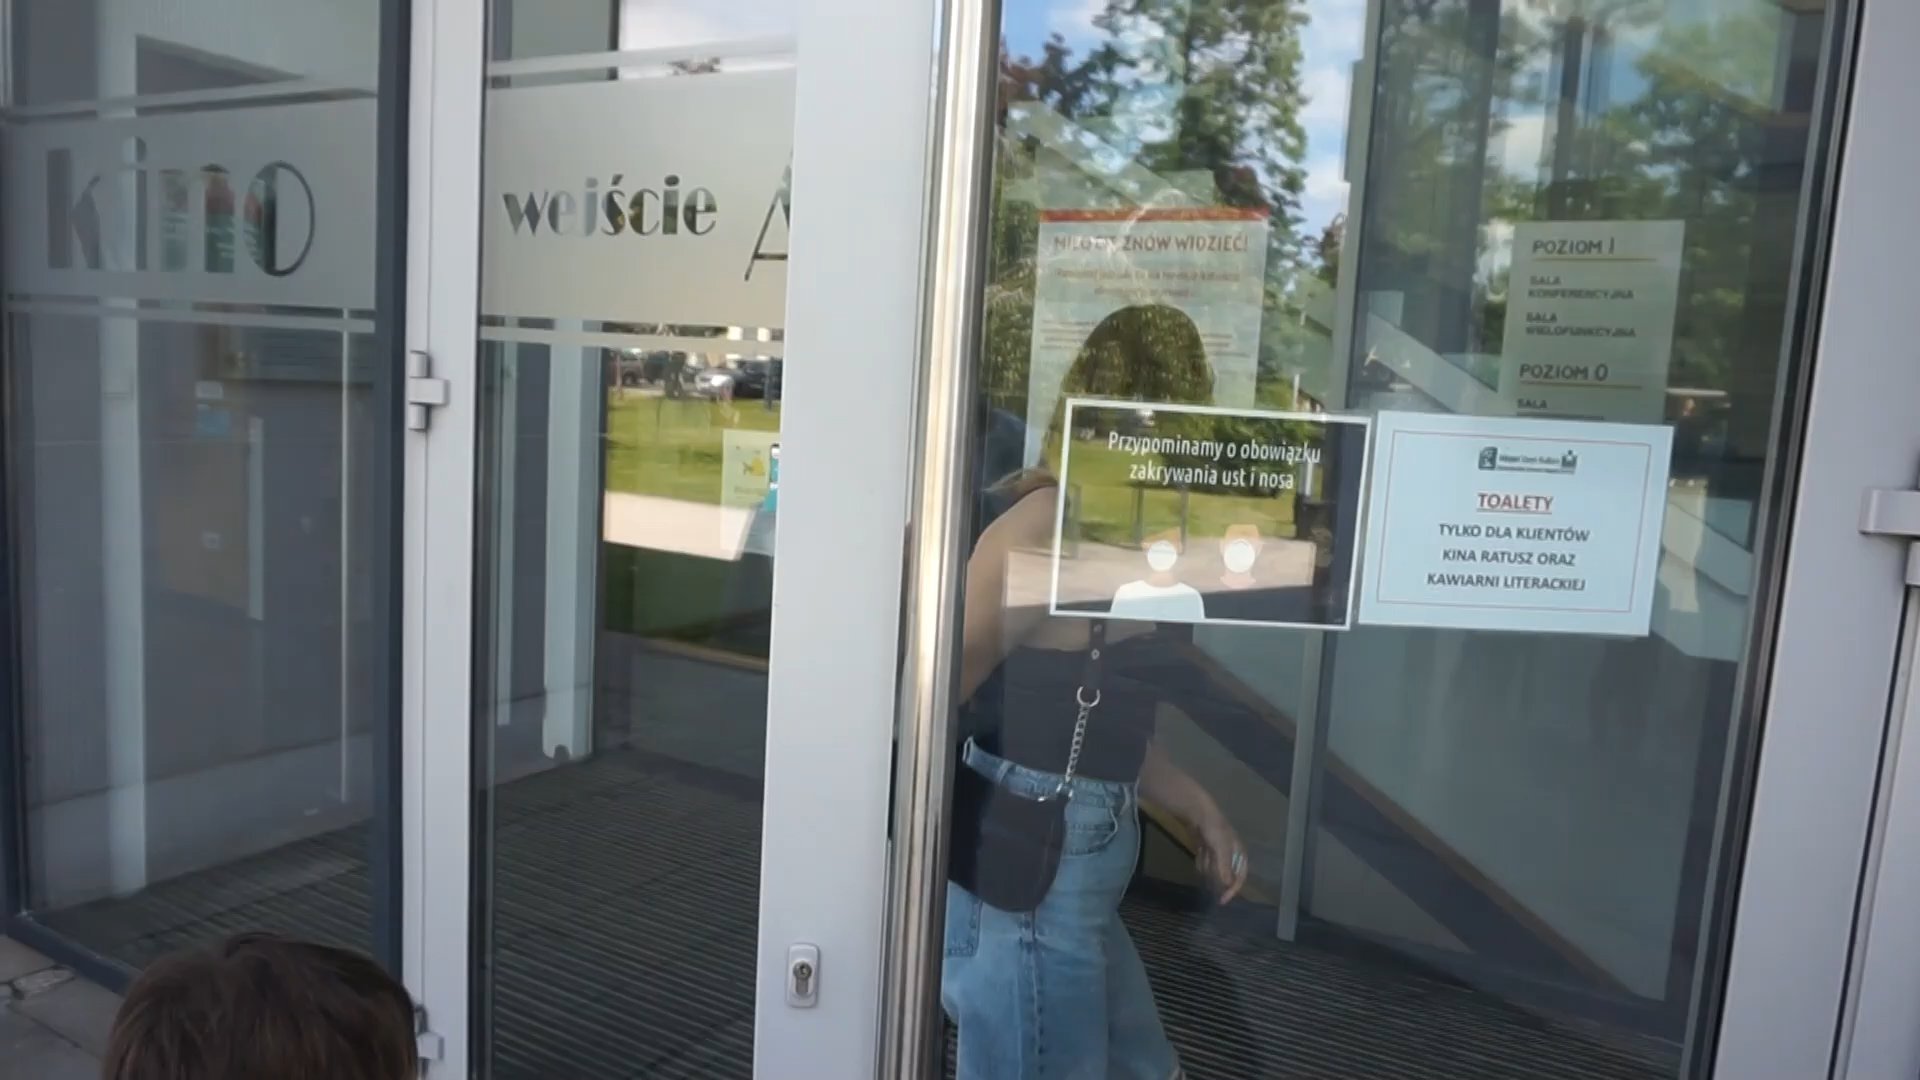 kino
wejście A
MIŁO CIĘ ZNÓW WIDZIEĆ!
POZIOM 1
SALA
KONFERENCYJNA
SALA
WIELOFUNKCYJNA
POZIOM 0
SALA
Przypominamy o obowiązku
zakrywania ust i nosa
TOALETY
TYLKO DLA KLIENTÓW
KINA RATUSZ ORAZ
KAWIARNI LITERACKIEJ